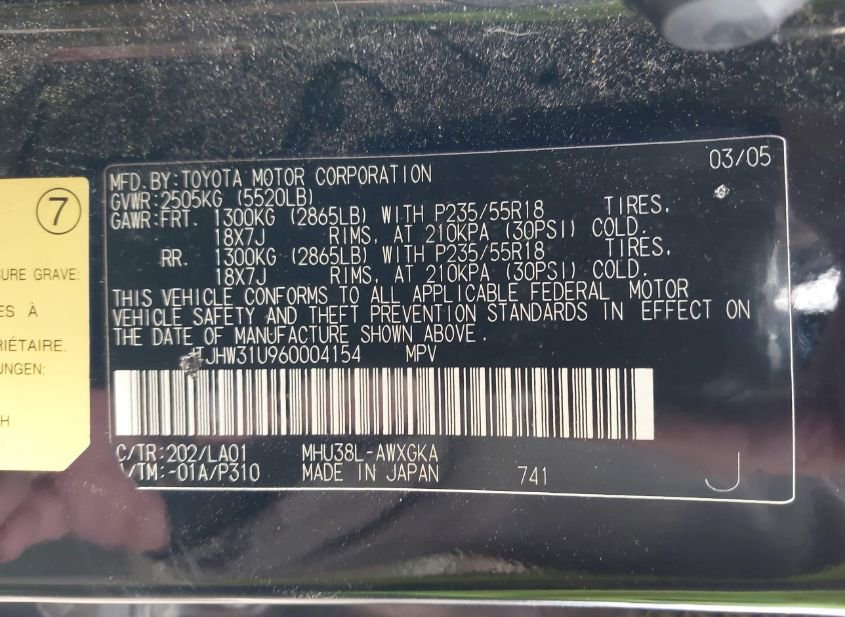 7
URE GRAVE:
ES À
RIÉTAIRE.
UNGEN:
H
03/05
MFD.BY:TOYOTA MOTOR CORPORATION
GVWR:2505KG (5520LB)
GAWR:FRT. 1300KG (2865LB) WITH P235/55R18 TIRES,
18X7J RIMS, AT 210KPA (30PSI) COLD.
RR. 1300KG (2865LB) WITH P235/55R18 TIRES,
18X7J RIMS, AT 210KPA (30PSI) COLD.
THIS VEHICLE CONFORMS TO ALL APPLICABLE FEDERAL MOTOR
VEHICLE SAFETY AND THEFT PREVENTION STANDARDS IN EFFECT ON
THE DATE OF MANUFACTURE SHOWN ABOVE.
JTJHW31U960004154 MPV
C/TR:202/LA01 MHU38L-AWXGKA
A/TM:-01A/P310 MADE IN JAPAN 741 J